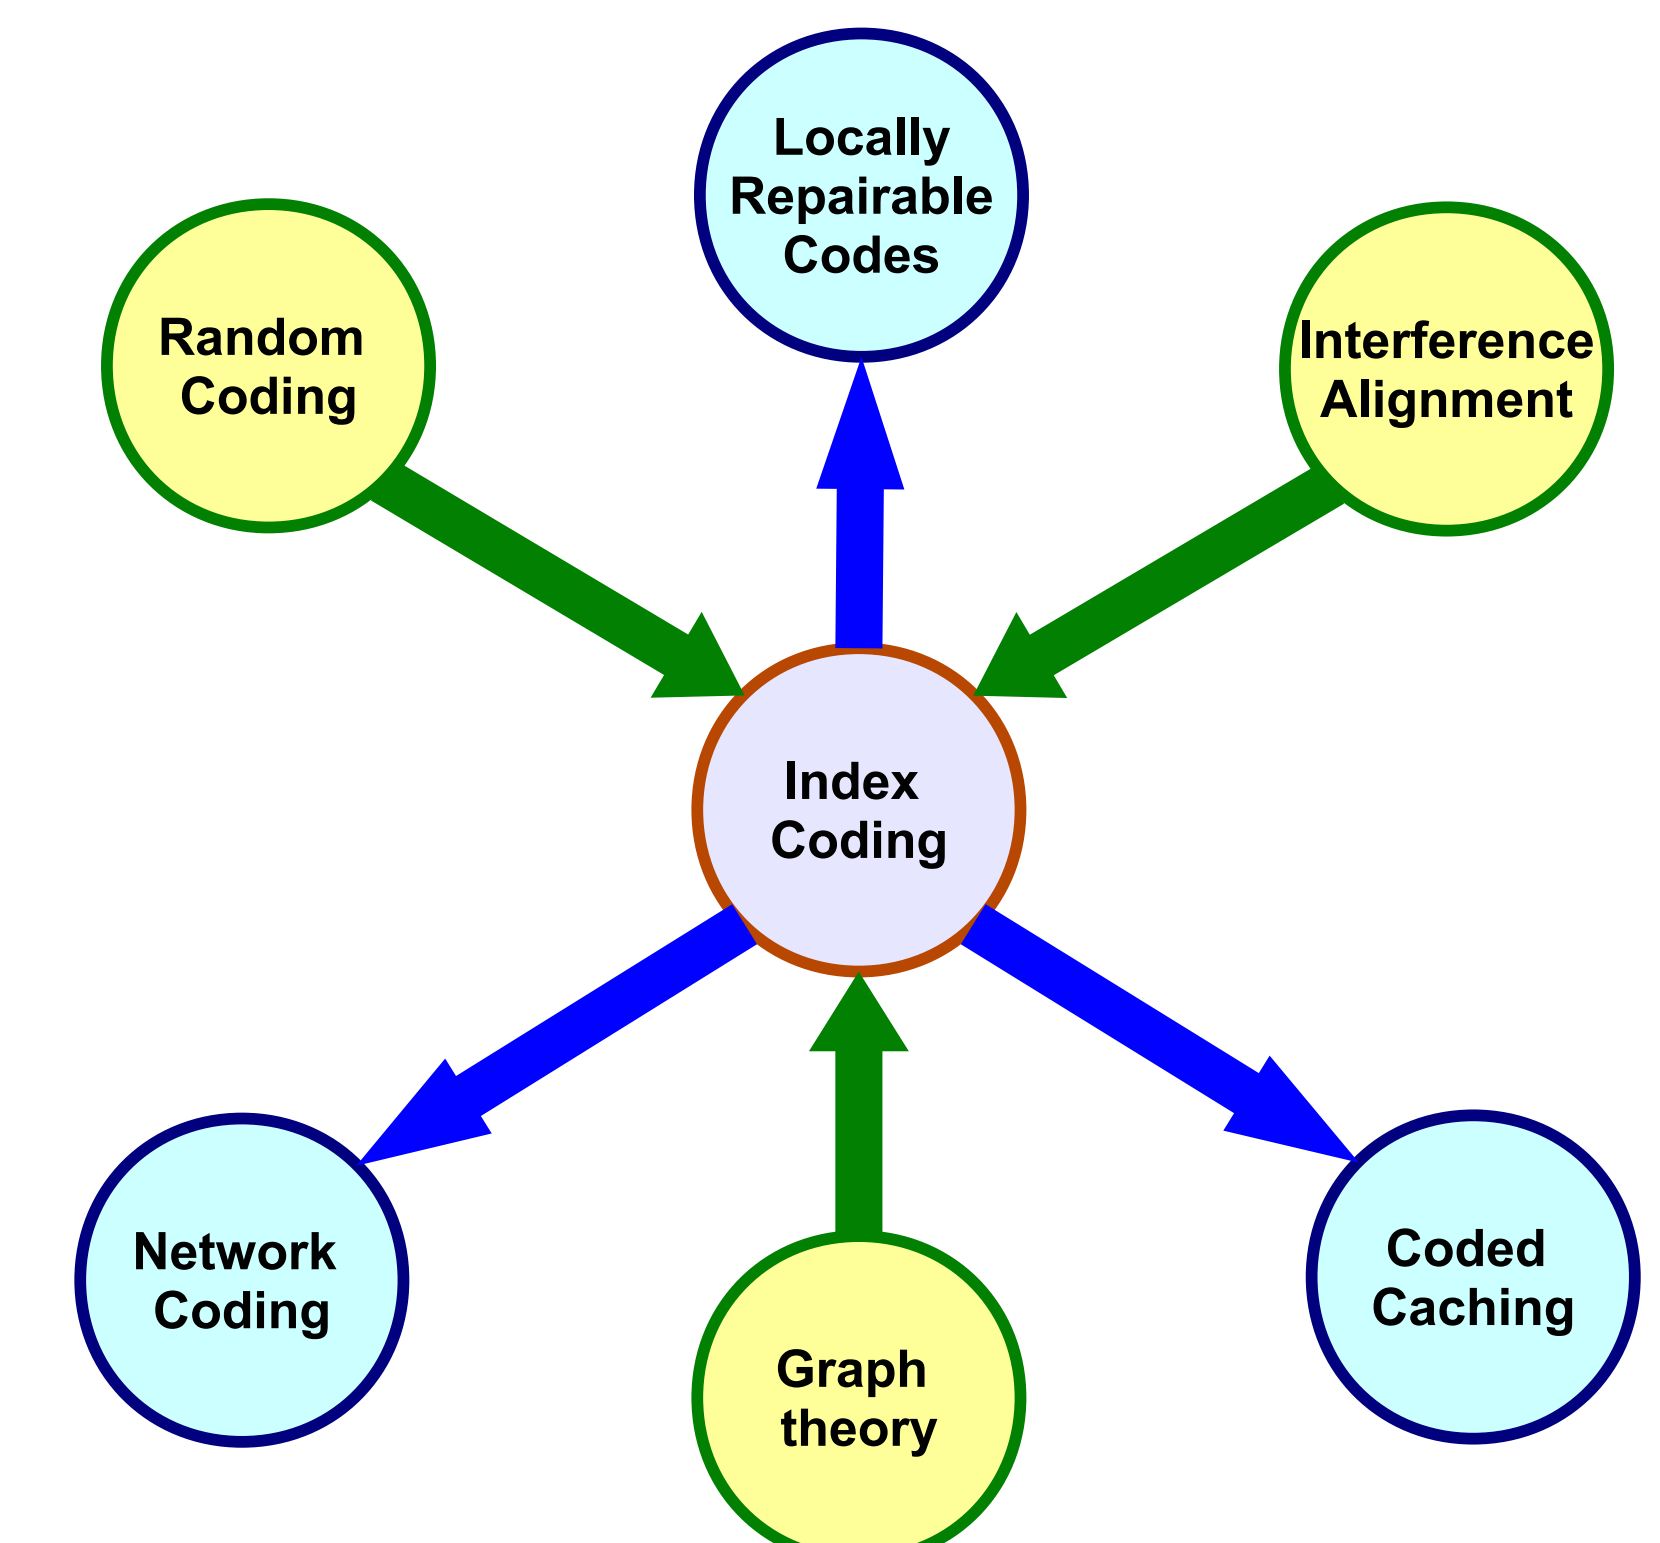 Locally
Repairable
Codes
Random
Coding
Interference
Alignment
Index
Coding
Network
Coding
Coded
Caching
Graph
theory